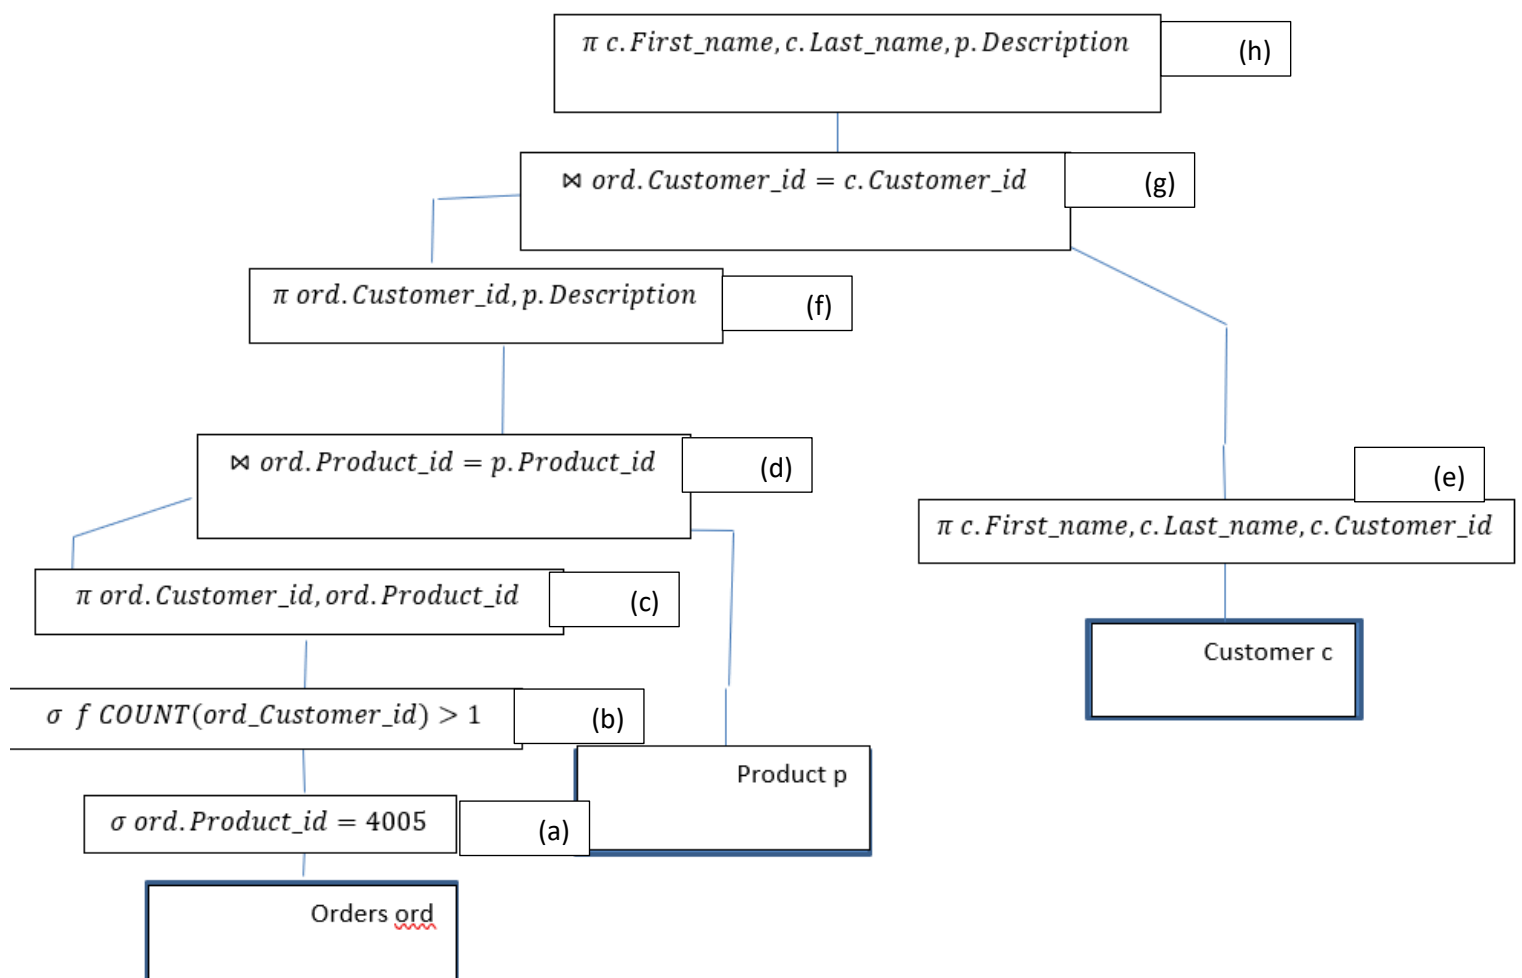 π c.First_name, c.Last_name, p.Description
(h)
⋈ ord.Customer_id = c.Customer_id
(g)
π ord.Customer_id, p.Description
(f)
⋈ ord.Product_id = p.Product_id
(d)
(e)
π c.First_name, c.Last_name, c.Customer_id
π ord.Customer_id, ord.Product_id
(c)
Customer c
σ f COUNT(ord_Customer_id) > 1
(b)
Product p
σ ord.Product_id = 4005
(a)
Orders ord